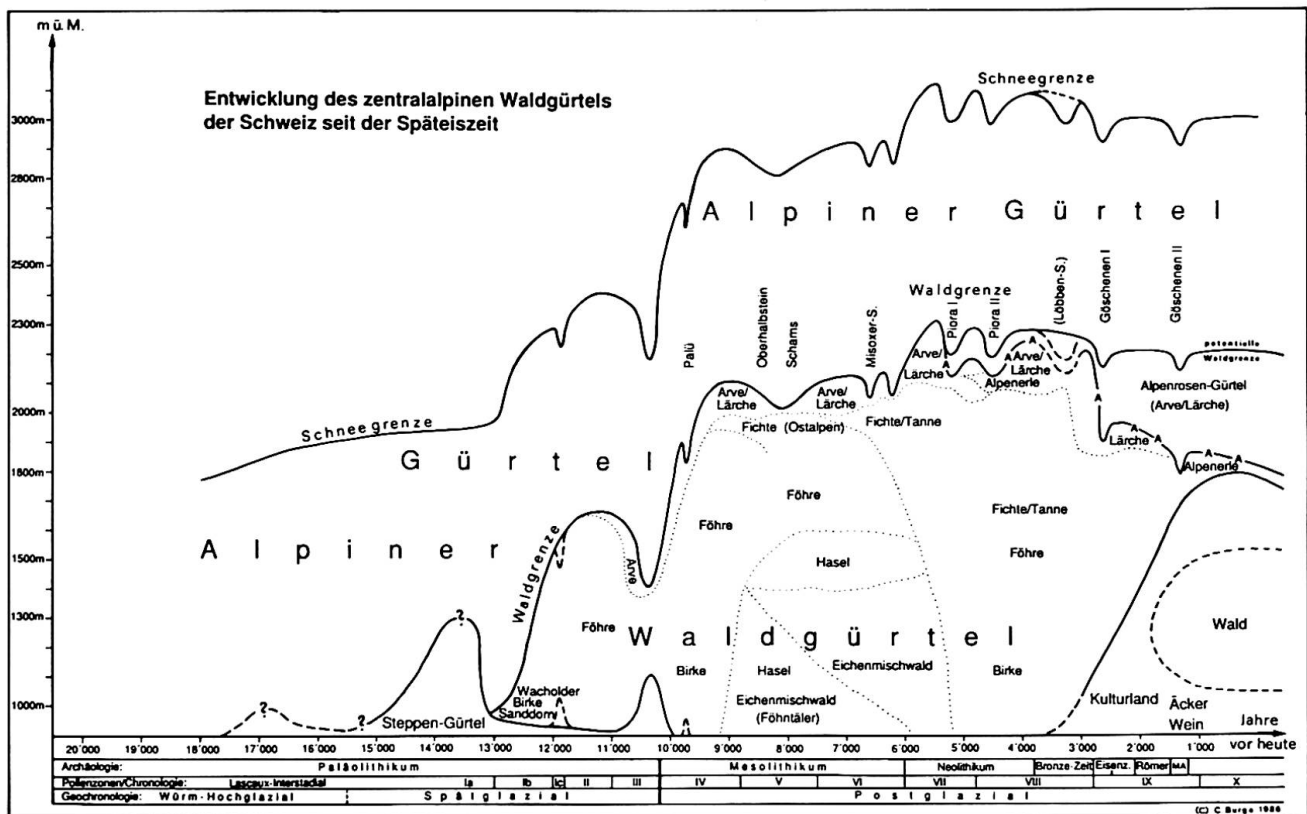 m ü. M.
Entwicklung des zentralalpinen Waldgürtels
der Schweiz seit der Späteiszeit
Schneegrenze
3000m
2800m
Alpiner Gürtel
2500m
Waldgrenze
2300m
Palü
Oberhalbstein
Schams
Misoxer-S.
Piora I
Piora II
(Löbben-S.)
Göschenen I
Göschenen II
potentielle
Waldgrenze
Arve/
Lärche
Arve/
Lärche
Arve/
Lärche
A
Alpenerle
A
A
Arve/
Lärche
A
Alpenrosen-Gürtel
(Arve/Lärche)
2000m
Schneegrenze
Fichte (Ostalpen)
Fichte/Tanne
Lärche
A
A
A
A
Alpenerle
1800m
Gürtel
Föhre
Fichte/Tanne
Alpiner
Föhre
Föhre
1500m
Waldgrenze
Arve
Hasel
1300m
?
Föhre
Waldgürtel
Wald
Birke
Hasel
Eichenmischwald
Birke
Wacholder
Birke
Sanddorn
Eichenmischwald
(Föhntäler)
Kulturland
Äcker
Wein
1000m
?
?
Steppen-Gürtel
Jahre
vor heute
20'000 19'000 18'000 17'000 16'000 15'000 14'000 13'000 12'000 11'000 10'000 9'000 8'000 7'000 6'000 5'000 4'000 3'000 2'000 1'000
Archäologie: Paläolithikum Mesolithikum Neolithikum Bronze-Zeit Eisenz. Römer MA
Pollenzonen/Chronologie: Lascaux-Interstadial Ia Ib Ic II III IV V VI VII VIII IX X
Geochronologie: Würm-Hochglazial Spätglazial Postglazial
(C) C Burga 1986